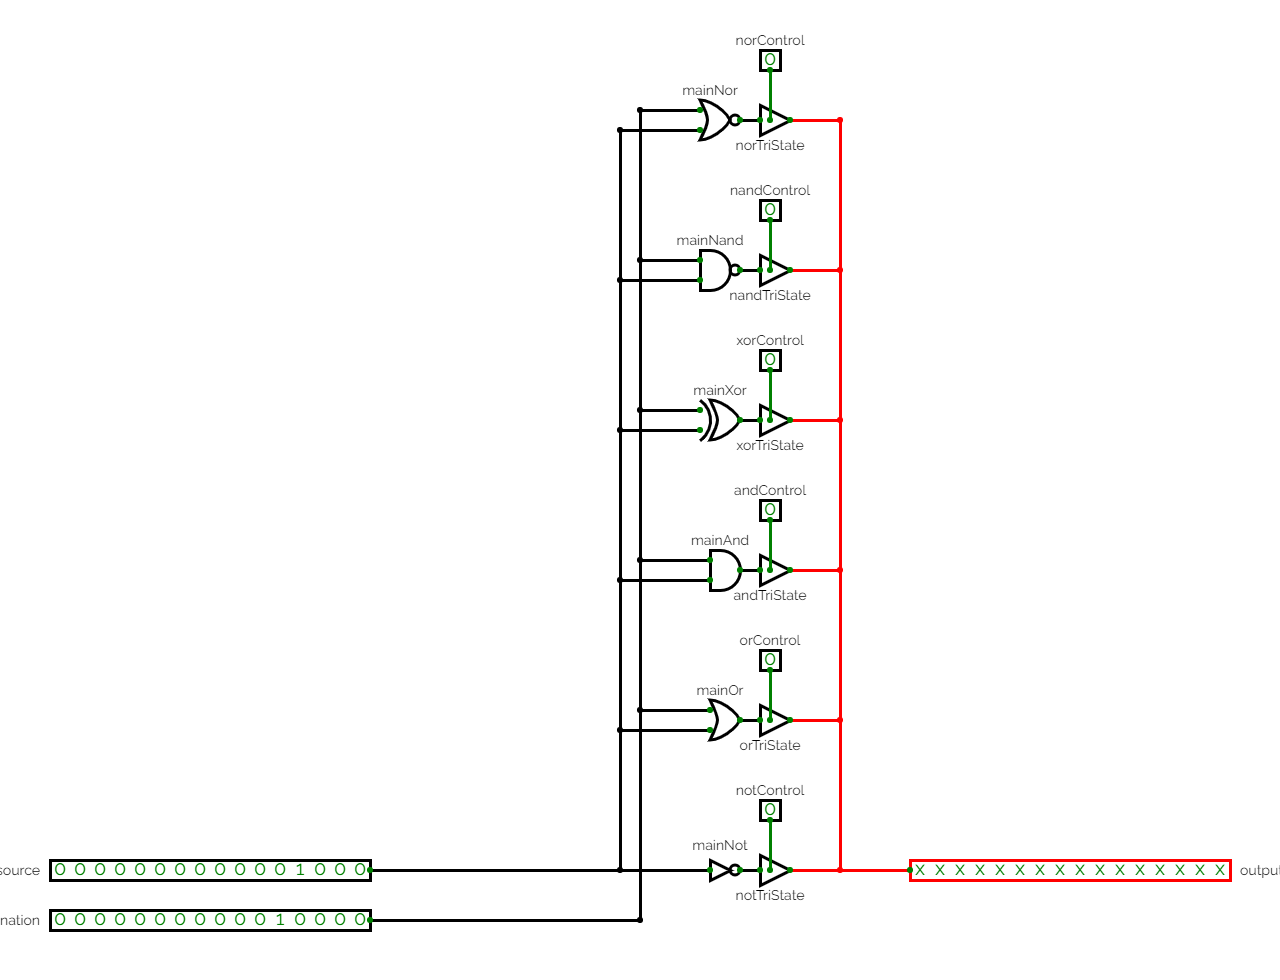 norControl
0
mainNor
norTriState
nandControl
0
mainNand
nandTriState
xorControl
0
mainXor
xorTriState
andControl
0
mainAnd
andTriState
orControl
0
mainOr
orTriState
notControl
0
mainNot
source 0 0 0 0 0 0 0 0 0 0 0 0 1 0 0 0
X X X X X X X X X X X X X X X X output
notTriState
nation 0 0 0 0 0 0 0 0 0 0 0 1 0 0 0 0